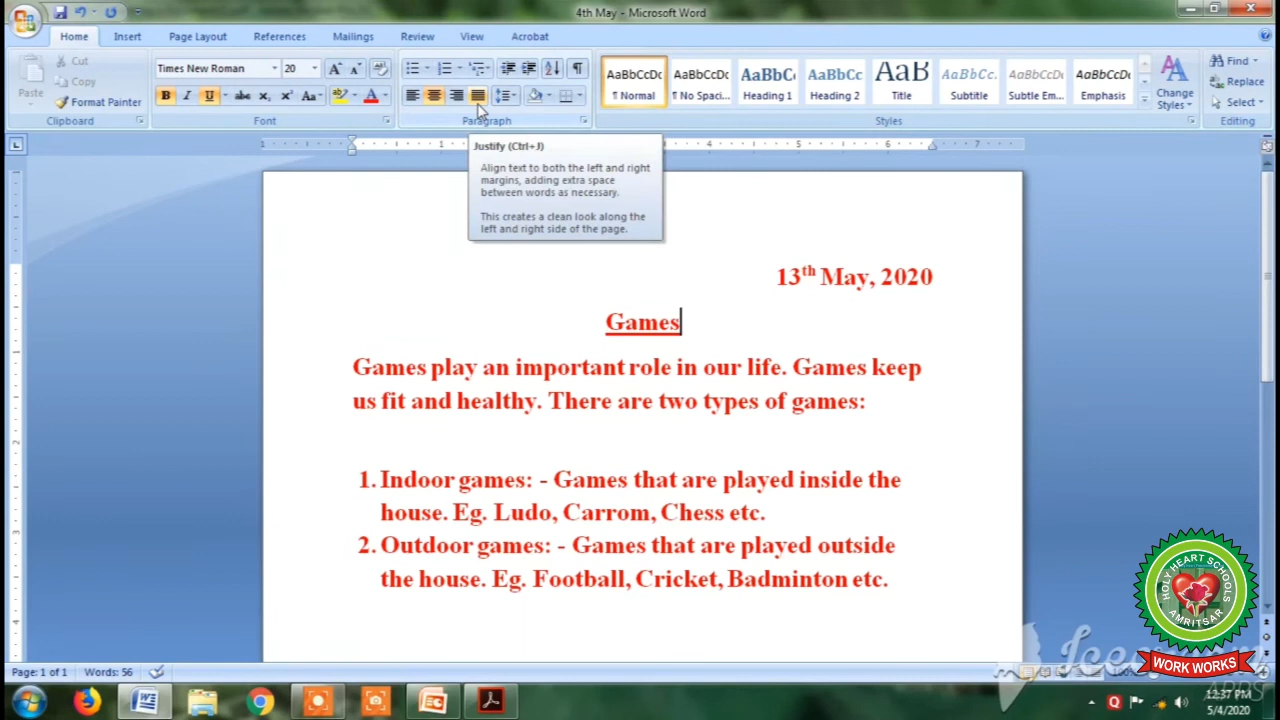 4th May - Microsoft Word
Home Insert Page Layout References Mailings Review View Acrobat
Paste
Cut
Copy
Format Painter
Clipboard
Times New Roman 20
Font
Paragraph
AaBbCcDc AaBbCcDc AaBbC AaBbCc AaB AaBbCc. AaBbCcDc AaBbCcDc
¶ Normal ¶ No Spaci... Heading 1 Heading 2 Title Subtitle Subtle Em... Emphasis
Change Styles
Styles
Find
Replace
Select
Editing
Justify (Ctrl+J)
Align text to both the left and right
margins, adding extra space
between words as necessary.
This creates a clean look along the
left and right side of the page.
13th May, 2020
Games
Games play an important role in our life. Games keep
us fit and healthy. There are two types of games:
1. Indoor games: - Games that are played inside the
house. Eg. Ludo, Carrom, Chess etc.
2. Outdoor games: - Games that are played outside
the house. Eg. Football, Cricket, Badminton etc.
HOLY HEART SCHOOLS
AMRITSAR
WORK WORKS
Page: 1 of 1 Words: 56
12:37 PM
5/4/2020